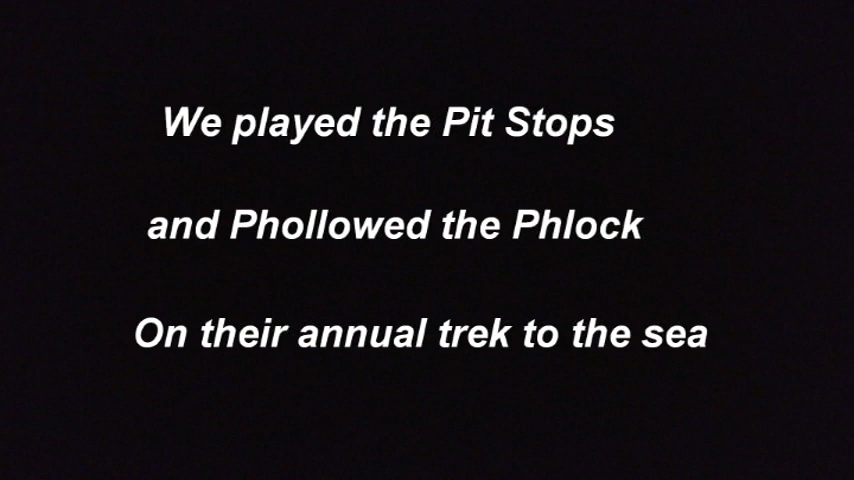 We played the Pit Stops
and Phollowed the Phlock
On their annual trek to the sea